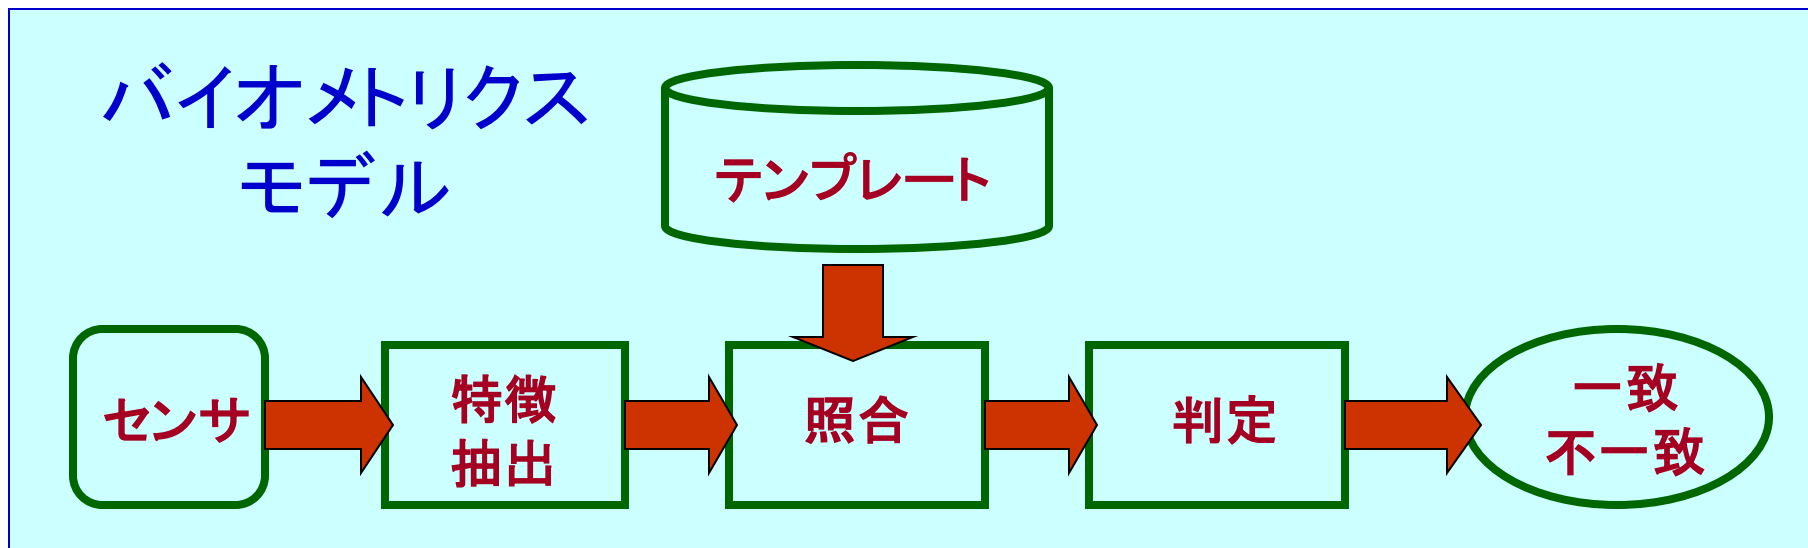 バイオメトリクス
モデル
テンプレート
センサ
特徴
抽出
照合
判定
一致
不一致